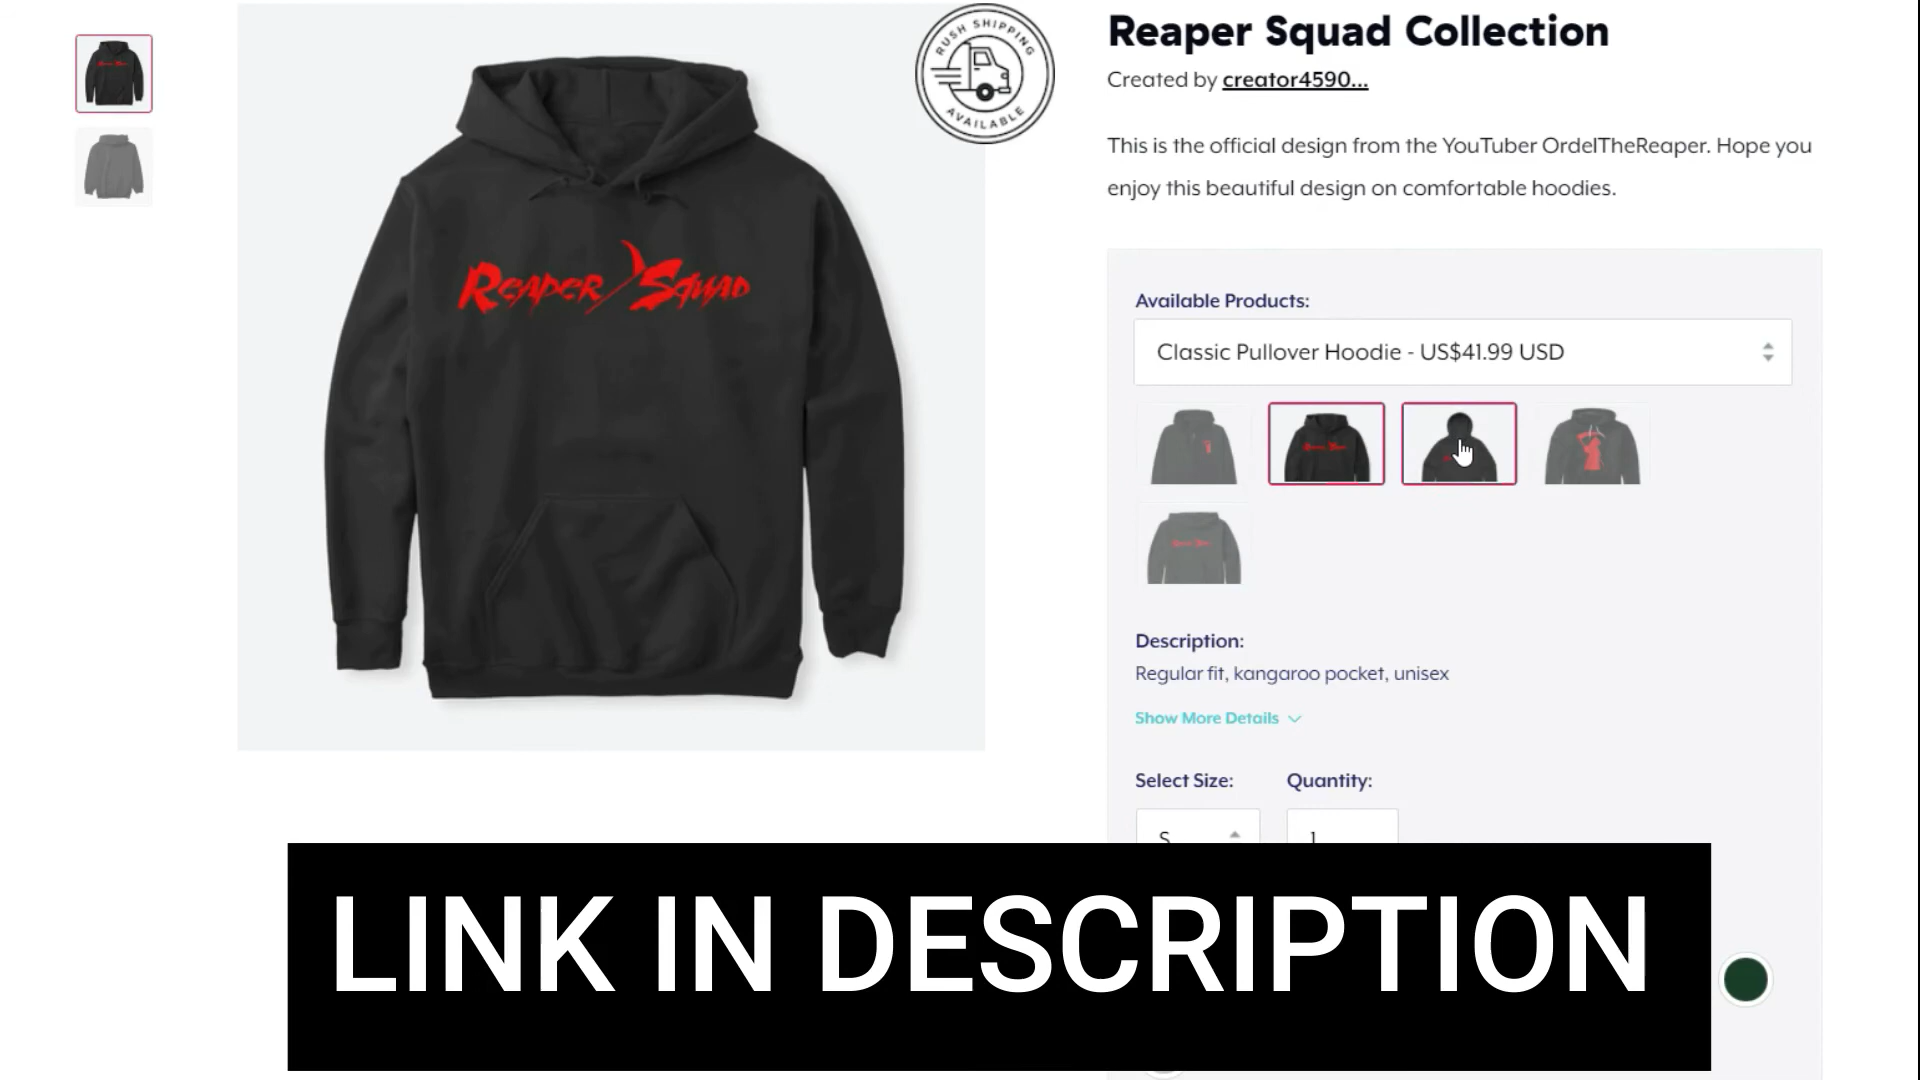 RUSH SHIPPING
AVAILABLE
REAPER SQUAD
Reaper Squad Collection
Created by creator4590...
This is the official design from the YouTuber OrdelTheReaper. Hope you
enjoy this beautiful design on comfortable hoodies.
Available Products:
Classic Pullover Hoodie - US$41.99 USD
Description:
Regular fit, kangaroo pocket, unisex
Show More Details
Select Size:
Quantity:
S
1
LINK IN DESCRIPTION